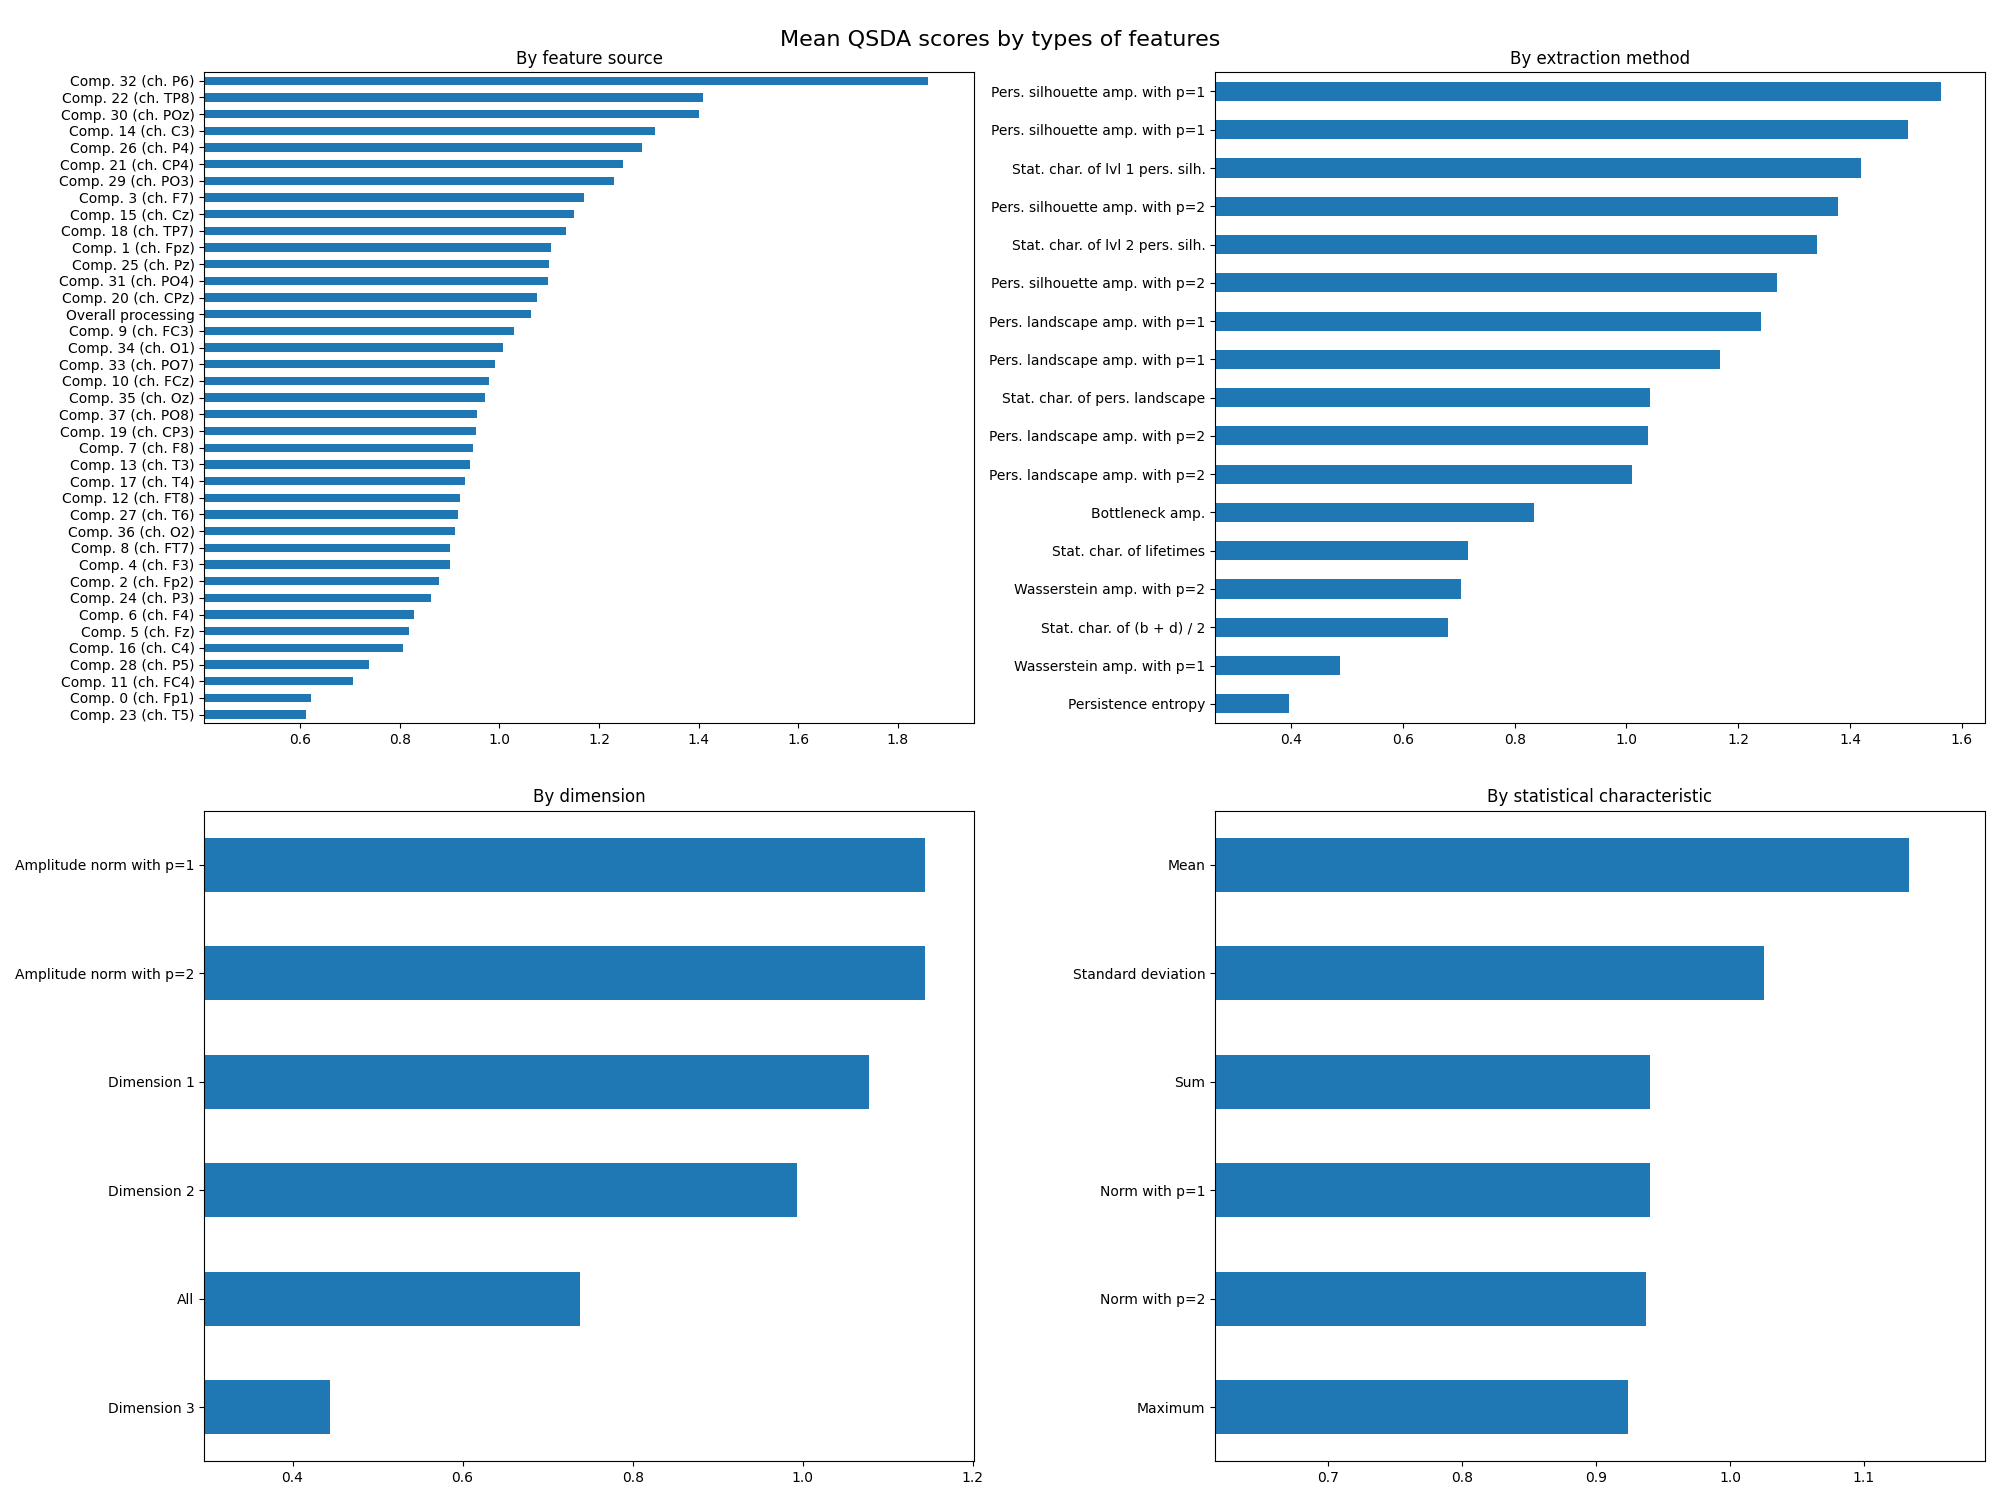 Mean QSDA scores by types of features
By feature source
Comp. 32 (ch. P6)
Comp. 22 (ch. TP8)
Comp. 30 (ch. POz)
Comp. 14 (ch. C3)
Comp. 26 (ch. P4)
Comp. 21 (ch. CP4)
Comp. 29 (ch. PO3)
Comp. 3 (ch. F7)
Comp. 15 (ch. Cz)
Comp. 18 (ch. TP7)
Comp. 1 (ch. Fpz)
Comp. 25 (ch. Pz)
Comp. 31 (ch. PO4)
Comp. 20 (ch. CPz)
Overall processing
Comp. 9 (ch. FC3)
Comp. 34 (ch. O1)
Comp. 33 (ch. PO7)
Comp. 10 (ch. FCz)
Comp. 35 (ch. Oz)
Comp. 37 (ch. PO8)
Comp. 19 (ch. CP3)
Comp. 7 (ch. F8)
Comp. 13 (ch. T3)
Comp. 17 (ch. T4)
Comp. 12 (ch. FT8)
Comp. 27 (ch. T6)
Comp. 36 (ch. O2)
Comp. 8 (ch. FT7)
Comp. 4 (ch. F3)
Comp. 2 (ch. Fp2)
Comp. 24 (ch. P3)
Comp. 6 (ch. F4)
Comp. 5 (ch. Fz)
Comp. 16 (ch. C4)
Comp. 28 (ch. P5)
Comp. 11 (ch. FC4)
Comp. 0 (ch. Fp1)
Comp. 23 (ch. T5)
0.6 0.8 1.0 1.2 1.4 1.6 1.8
By extraction method
Pers. silhouette amp. with p=1
Pers. silhouette amp. with p=1
Stat. char. of lvl 1 pers. silh.
Pers. silhouette amp. with p=2
Stat. char. of lvl 2 pers. silh.
Pers. silhouette amp. with p=2
Pers. landscape amp. with p=1
Pers. landscape amp. with p=1
Stat. char. of pers. landscape
Pers. landscape amp. with p=2
Pers. landscape amp. with p=2
Bottleneck amp.
Stat. char. of lifetimes
Wasserstein amp. with p=2
Stat. char. of (b + d) / 2
Wasserstein amp. with p=1
Persistence entropy
0.4 0.6 0.8 1.0 1.2 1.4 1.6
By dimension
Amplitude norm with p=1
Amplitude norm with p=2
Dimension 1
Dimension 2
All
Dimension 3
0.4 0.6 0.8 1.0 1.2
By statistical characteristic
Mean
Standard deviation
Sum
Norm with p=1
Norm with p=2
Maximum
0.7 0.8 0.9 1.0 1.1